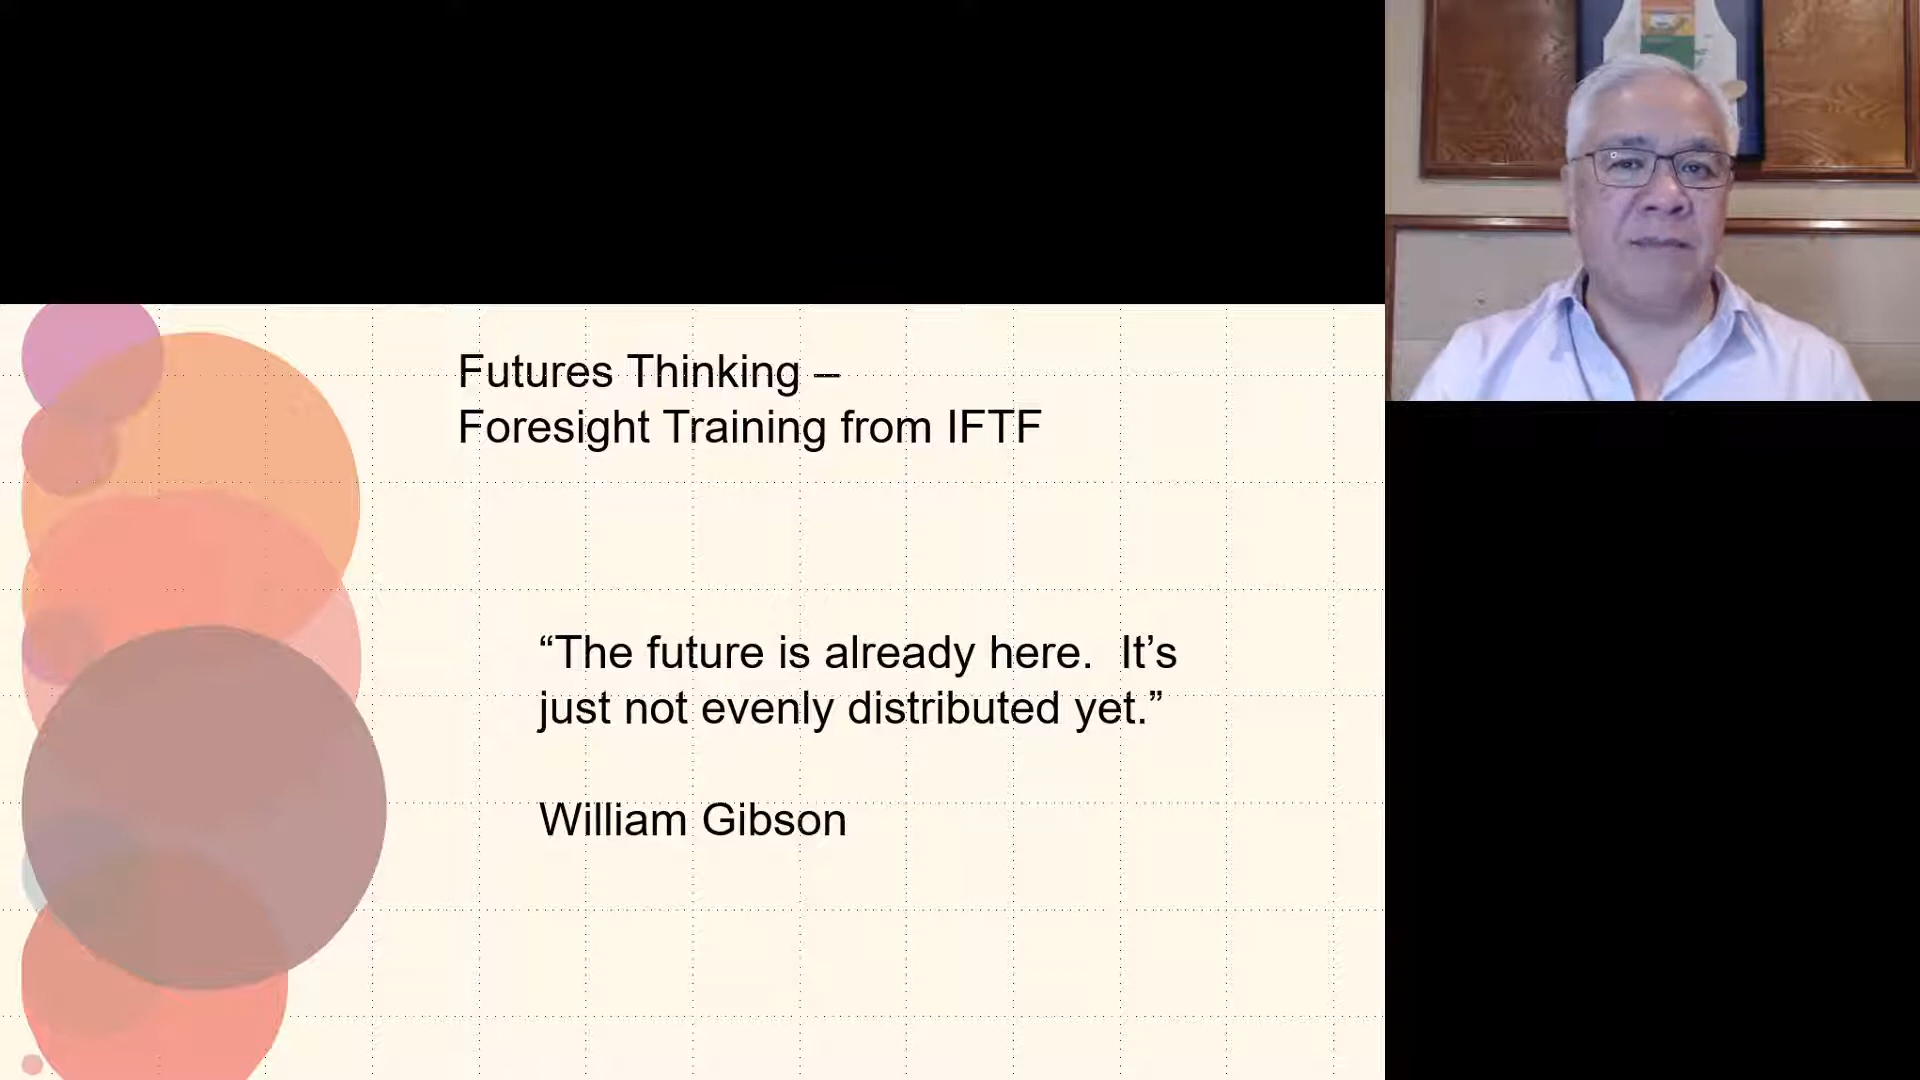 Futures Thinking –
Foresight Training from IFTF
“The future is already here.  It’s
just not evenly distributed yet.”
William Gibson